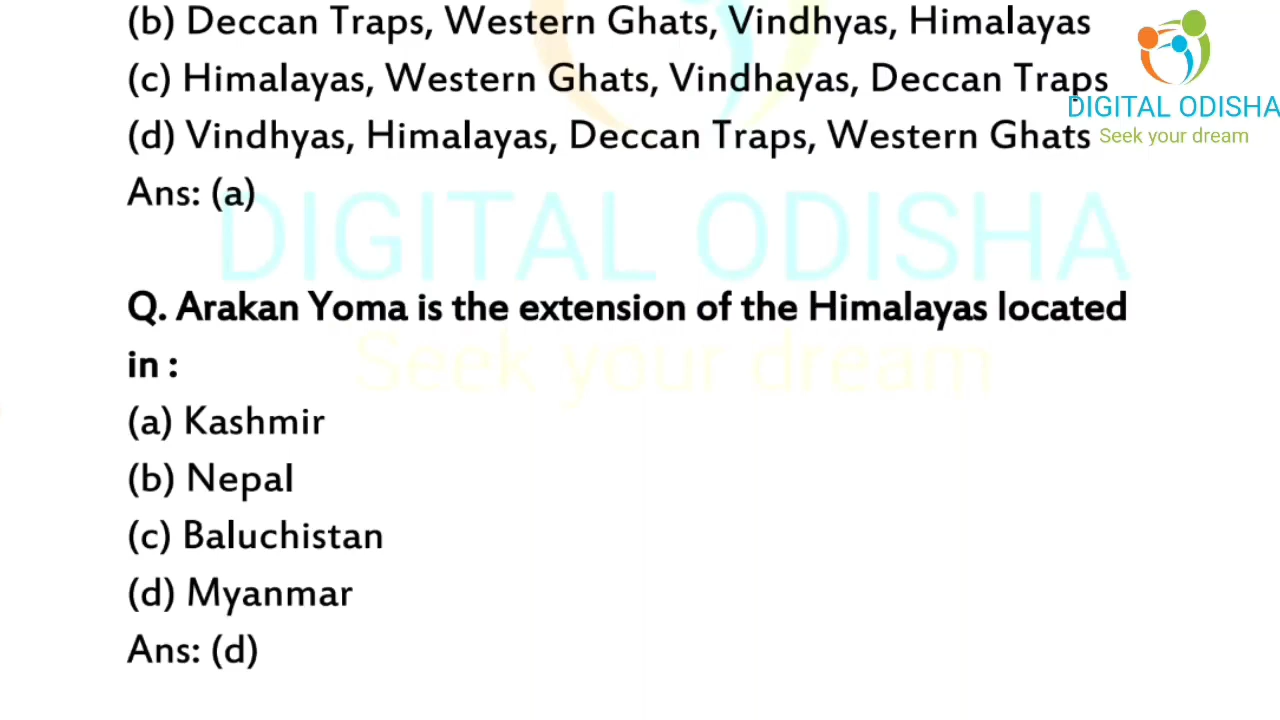 (b) Deccan Traps, Western Ghats, Vindhyas, Himalayas
(c) Himalayas, Western Ghats, Vindhayas, Deccan Traps
DIGITAL ODISHA
(d) Vindhyas, Himalayas, Deccan Traps, Western Ghats
Seek your dream
Ans: (a)
DIGITAL ODISHA
Q. Arakan Yoma is the extension of the Himalayas located
in :
Seek your dream
(a) Kashmir
(b) Nepal
(c) Baluchistan
(d) Myanmar
Ans: (d)